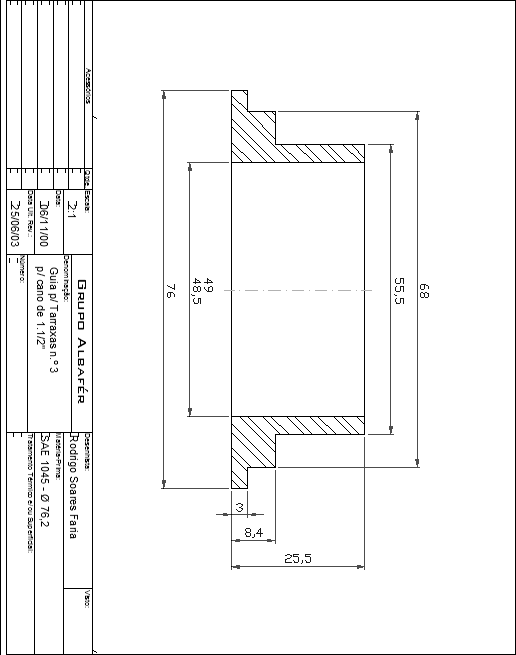 76
49
48,5
55,5
68
3
8,4
25,5
Acessórios
Qtde.
Escala:
2:1
Data:
06/11/00
Data Últ. Rev.:
25/06/03
GRUPO ALBAFÉR
Denominação:
Guia p/ Tarraxas n.º 3
p/ cano de 1.1/2"
Número:
Desenhista:
Rodrigo Soares Faria
Visto:
Matéria-Prima:
SAE 1045 - Ø 76,2
Tratamento Térmico e/ou Superficial: